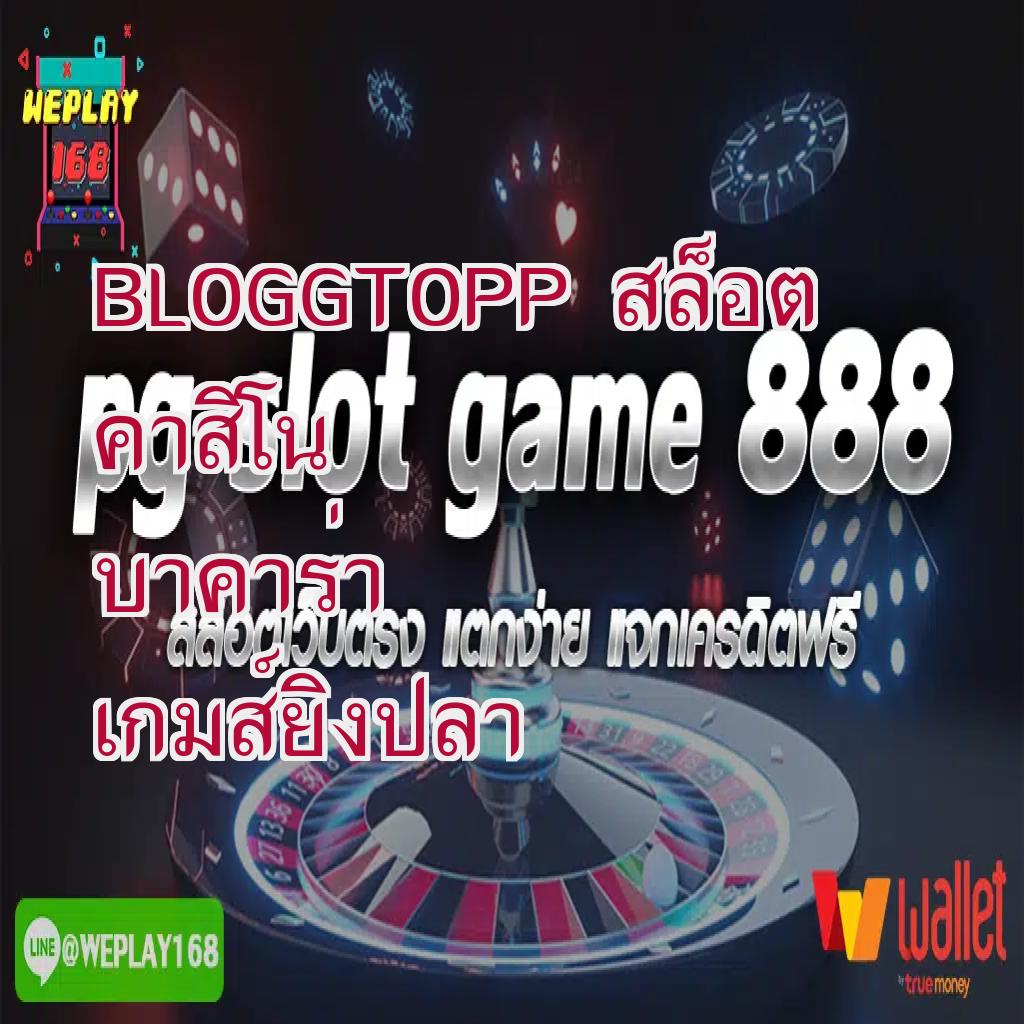 WEPLAY
168
BLOGGTOPP สล็อต
pg slot game 888
คาสิโน
บาคาร่า
สล็อตเว็บตรง แตกง่าย แจกเครดิตฟรี
เกมส์ยิงปลา
LINE @WEPLAY168
wallet
by truemoney